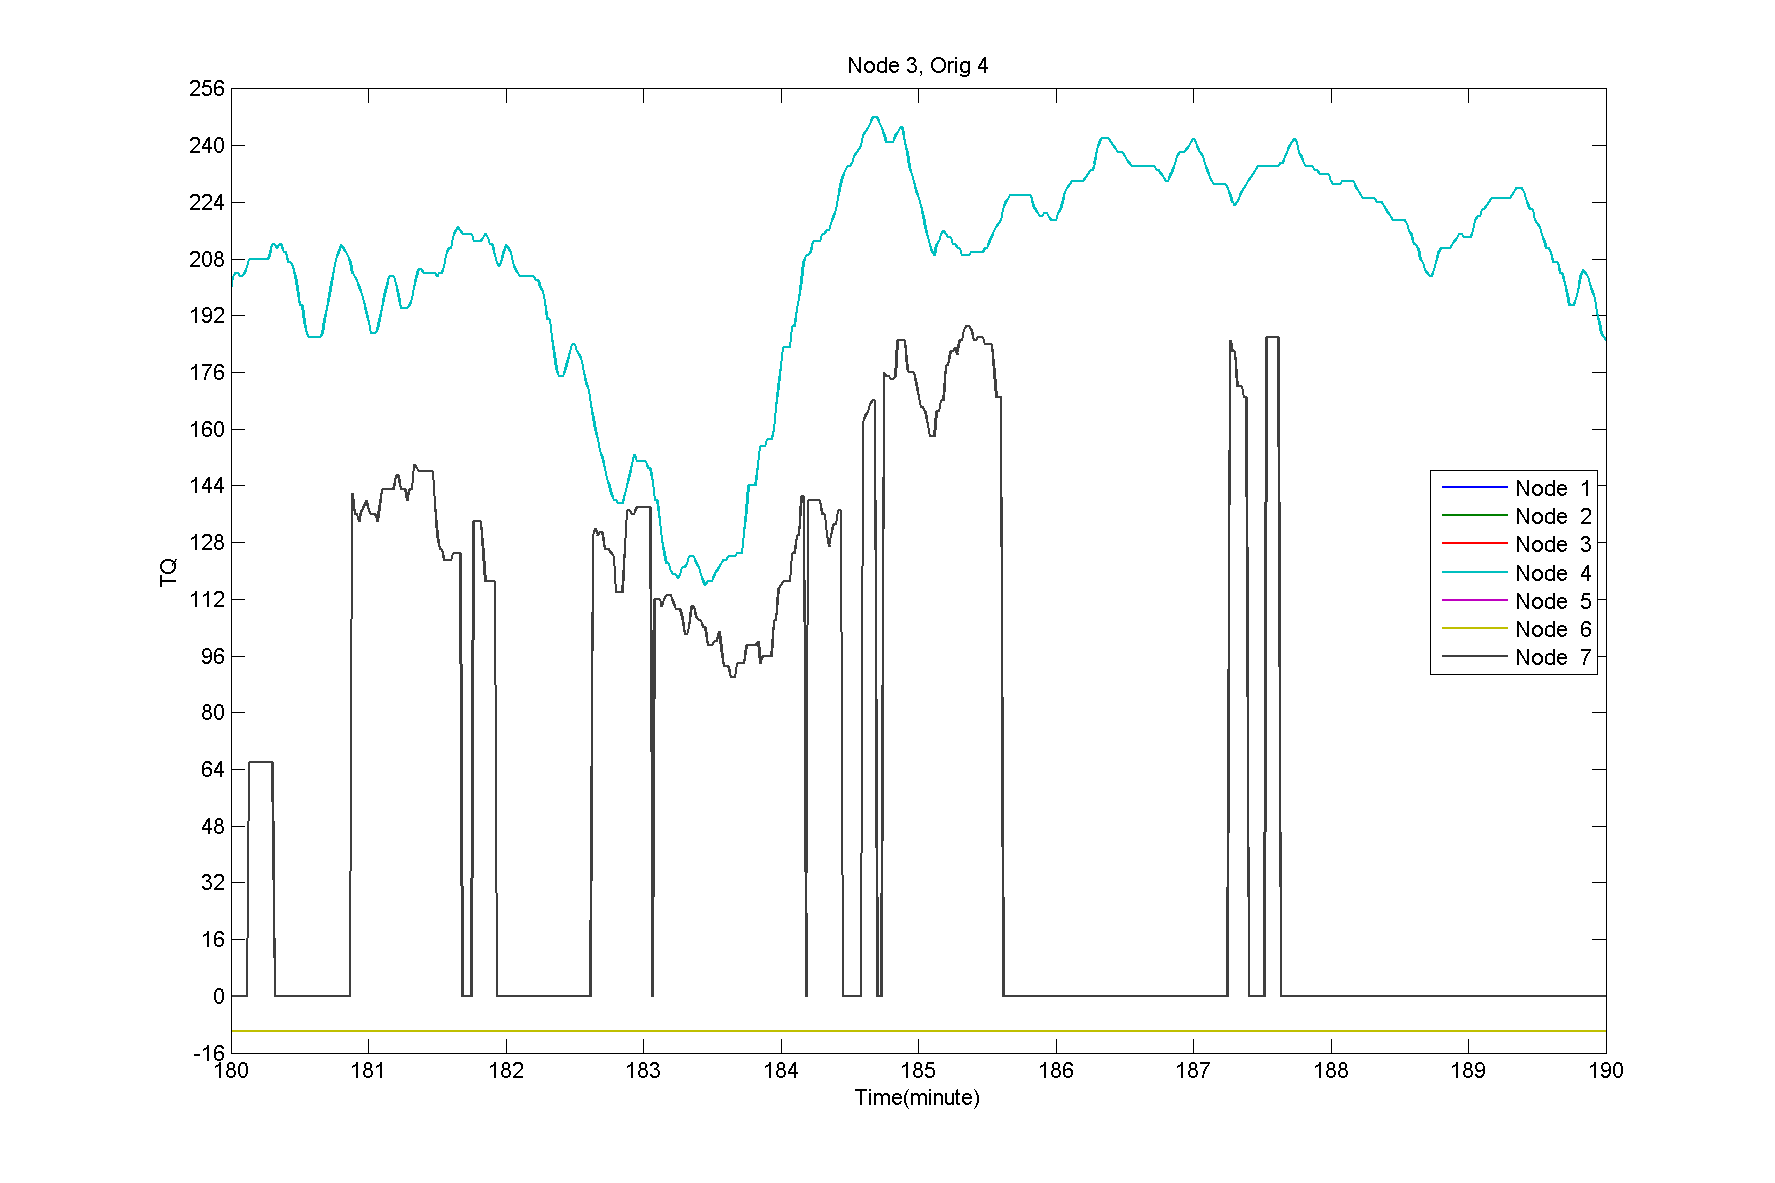 Node 3, Orig 4
256
240
224
208
192
176
160
144
128
112
96
80
64
48
32
16
0
-16
TQ
Node 1
Node 2
Node 3
Node 4
Node 5
Node 6
Node 7
180 181 182 183 184 185 186 187 188 189 190
Time(minute)